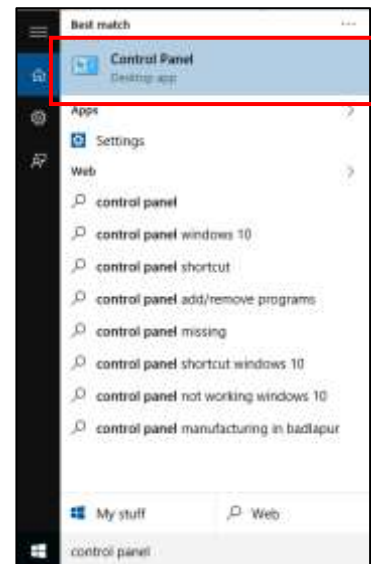 Best match
Control Panel
Desktop app
Apps
Settings
Web
control panel
control panel windows 10
control panel shortcut
control panel add/remove programs
control panel missing
control panel shortcut windows 10
control panel not working windows 10
control panel manufacturing in badlapur
My stuff
Web
control panel